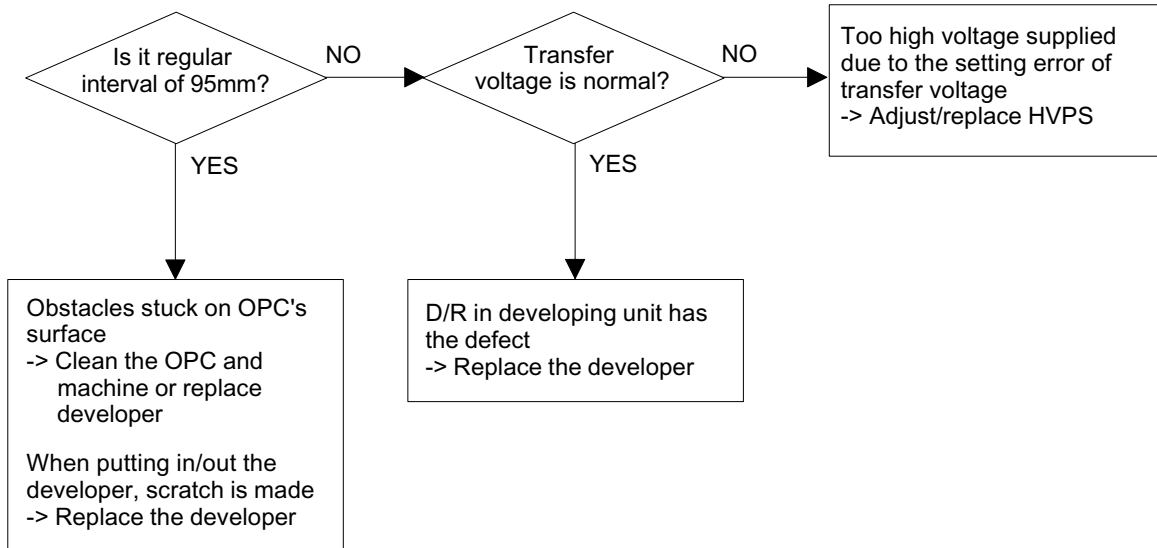 Is it regular
interval of 95mm?
NO
Transfer
voltage is normal?
NO
Too high voltage supplied
due to the setting error of
transfer voltage
-> Adjust/replace HVPS
YES
YES
Obstacles stuck on OPC's
surface
-> Clean the OPC and
machine or replace
developer
When putting in/out the
developer, scratch is made
-> Replace the developer
D/R in developing unit has
the defect
-> Replace the developer